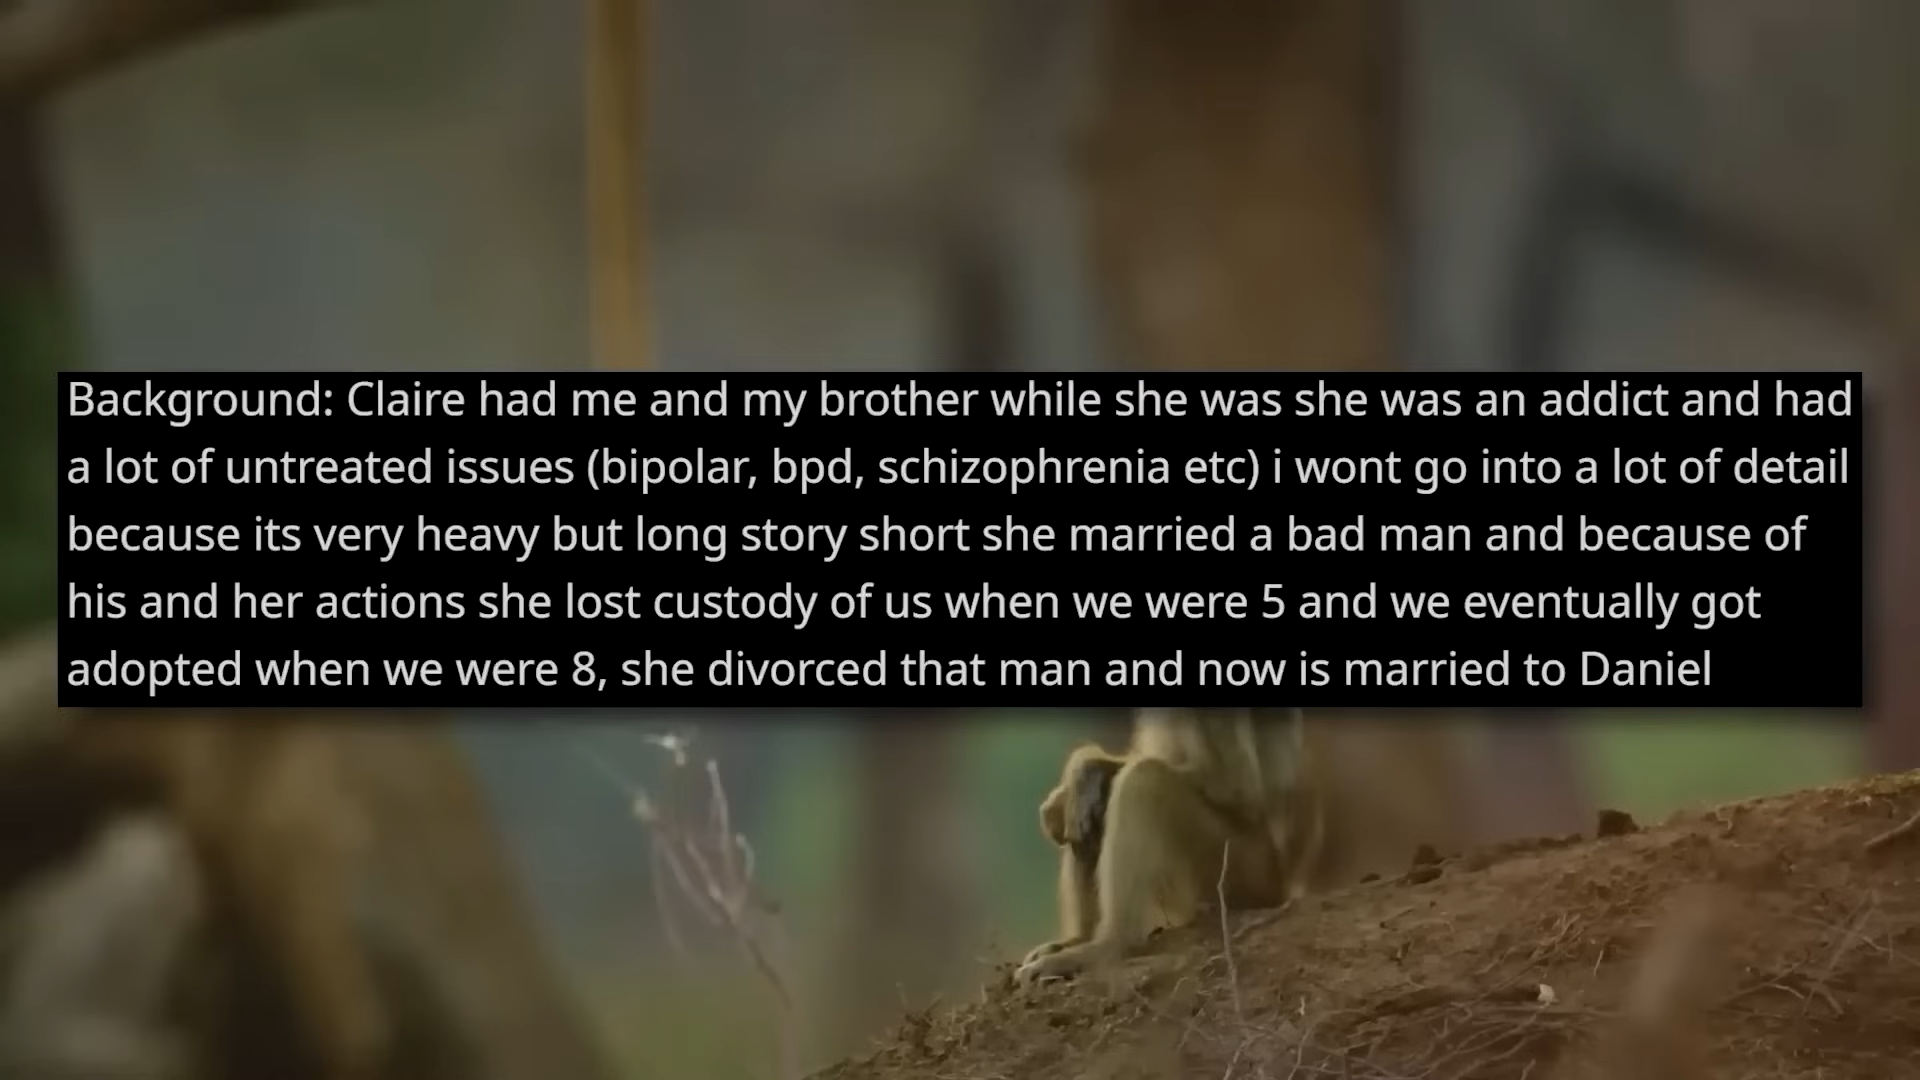 Background: Claire had me and my brother while she was she was an addict and had
a lot of untreated issues (bipolar, bpd, schizophrenia etc) i wont go into a lot of detail
because its very heavy but long story short she married a bad man and because of
his and her actions she lost custody of us when we were 5 and we eventually got
adopted when we were 8, she divorced that man and now is married to Daniel